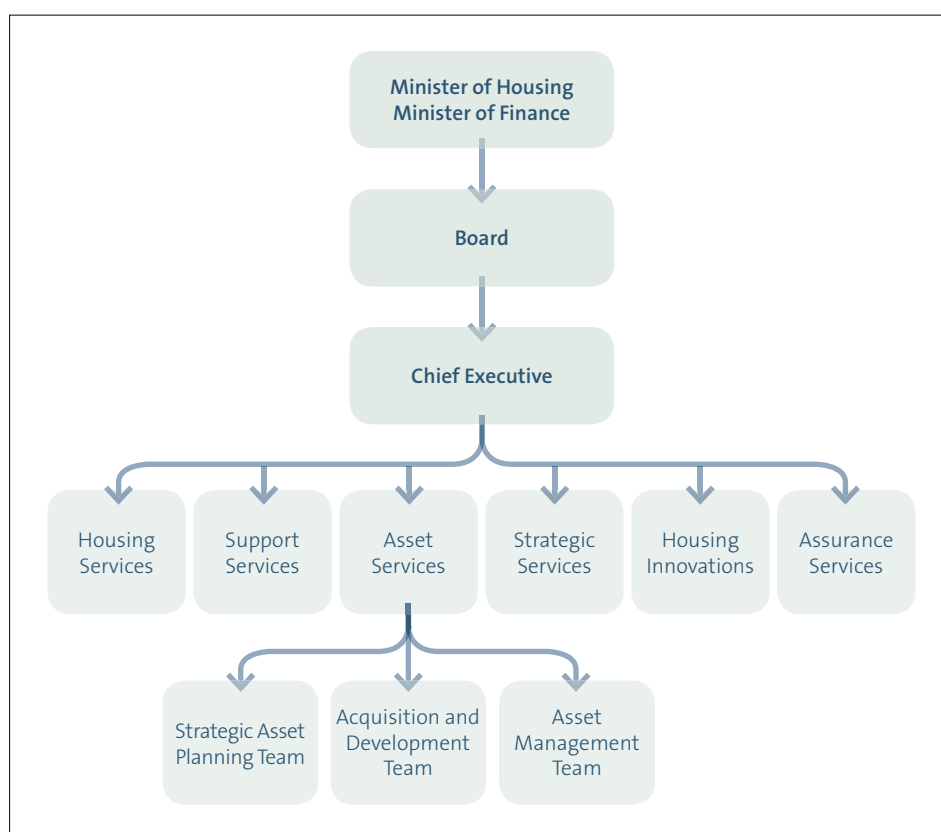 Minister of Housing
Minister of Finance
Board
Chief Executive
Housing
Services
Support
Services
Asset
Services
Strategic
Services
Housing
Innovations
Assurance
Services
Strategic Asset
Planning Team
Acquisition and
Development
Team
Asset
Management
Team